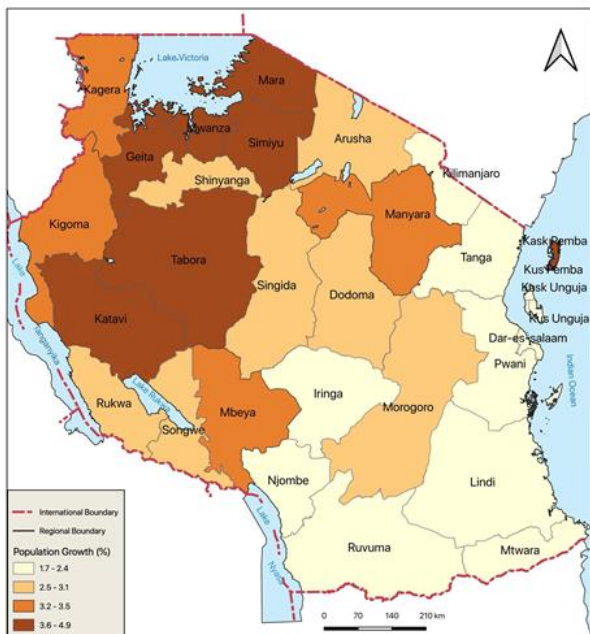 Lake Victoria
Kagera
Mara
Mwanza
Geita
Simiyu
Arusha
Shinyanga
Kilimanjaro
Kigoma
Manyara
Kask Pemba
Tabora
Tanga
Kus Pemba
Singida
Dodoma
Kask Unguja
Katavi
Kus Unguja
Lake
Tanganyika
Dar-es-salaam
Pwani
Indian Ocean
Rukwa
Lake Rukwa
Iringa
Mbeya
Morogoro
Songwe
Njombe
Lindi
Lake
Nyasa
Ruvuma
Mtwara
International Boundary
Regional Boundary
Population Growth (%)
1.7 - 2.4
2.5 - 3.1
3.2 - 3.5
3.6 - 4.9
0 70 140 210 km